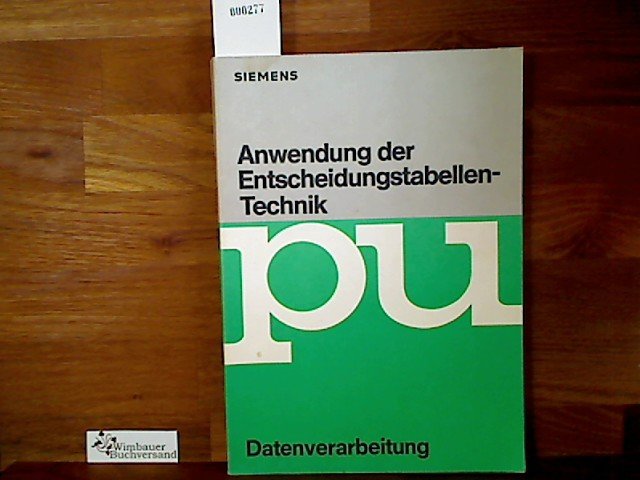 000277
SIEMENS
Anwendung der
Entscheidungstabellen-
Technik
pu
Datenverarbeitung
Wimbauer
Buchversand